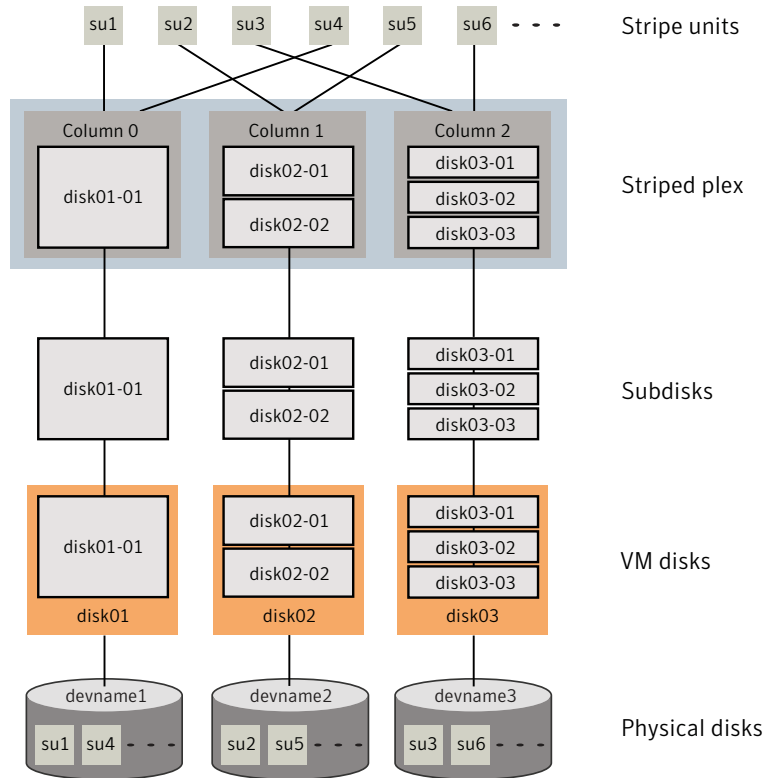 su1 su2 su3 su4 su5 su6 - - - - Stripe units
Column 0 Column 1 Column 2
disk01-01
disk02-01
disk02-02
disk03-01
disk03-02
disk03-03
Striped plex
disk01-01
disk02-01
disk02-02
disk03-01
disk03-02
disk03-03
Subdisks
disk01-01
disk02-01
disk02-02
disk03-01
disk03-02
disk03-03
VM disks
disk01 disk02 disk03
devname1 devname2 devname3
su1 su4 - - - - su2 su5 - - - - su3 su6 - - - -
Physical disks